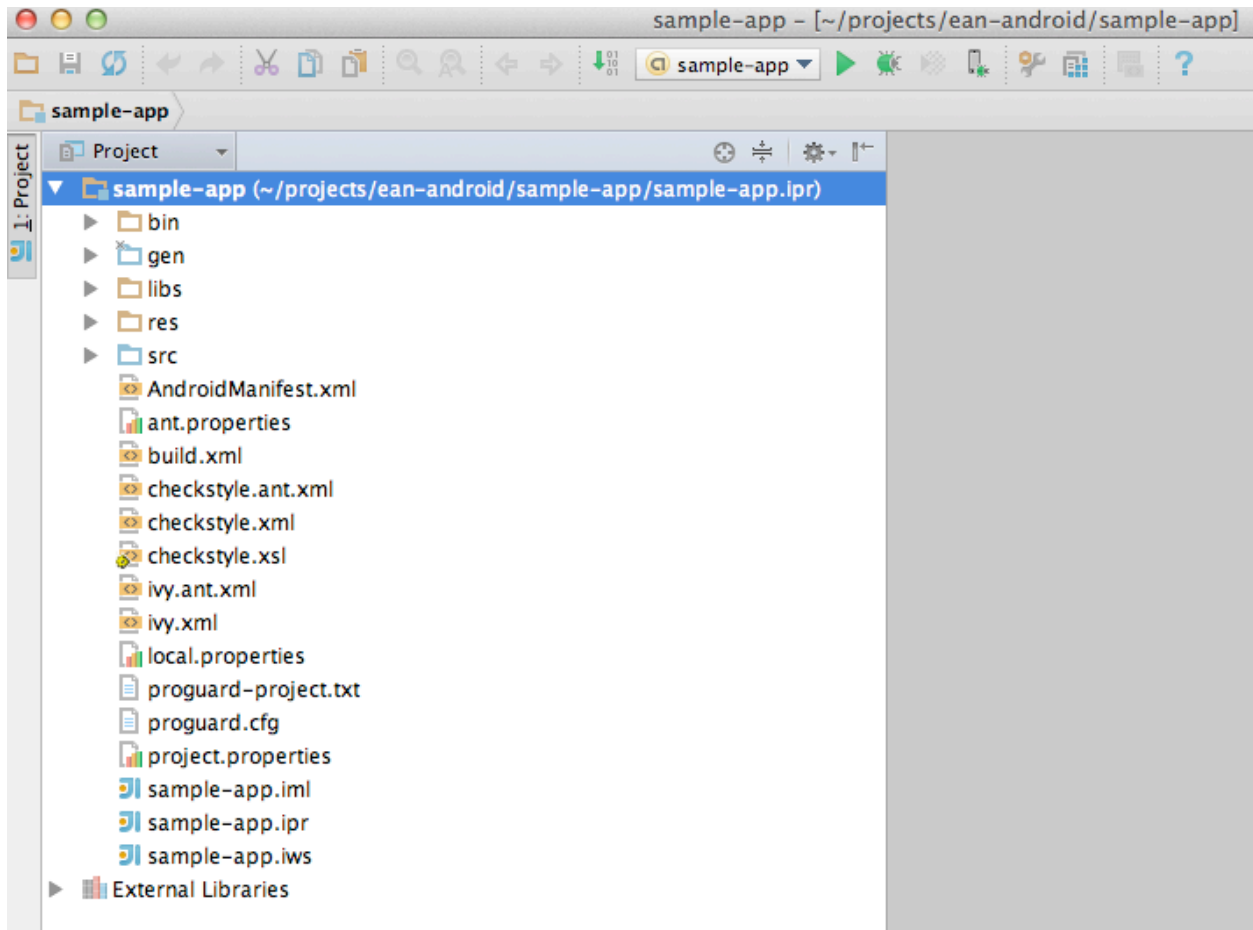 sample-app – [~/projects/ean-android/sample-app]
sample-app
?
sample-app
1: Project
Project
sample-app (~/projects/ean-android/sample-app/sample-app.ipr)
bin
gen
libs
res
src
AndroidManifest.xml
ant.properties
build.xml
checkstyle.ant.xml
checkstyle.xml
checkstyle.xsl
ivy.ant.xml
ivy.xml
local.properties
proguard-project.txt
proguard.cfg
project.properties
sample-app.iml
sample-app.ipr
sample-app.iws
External Libraries